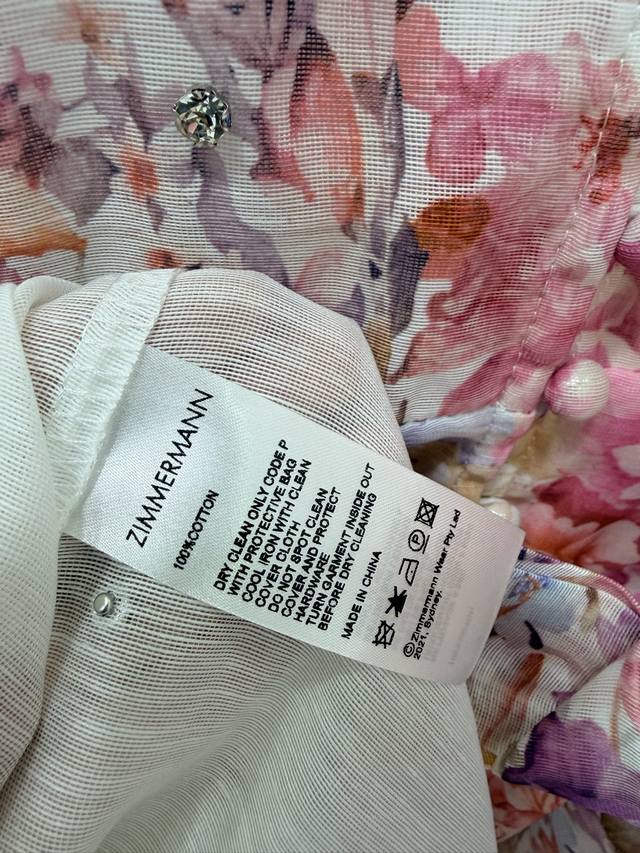 ZIMMERMANN
100%COTTON
DRY CLEAN ONLY CODE P
WITH PROTECTIVE BAG
COOL IRON WITH CLEAN
COVER CLOTH
DO NOT SPOT CLEAN
COVER AND PROTECT
HARDWARE
TURN GARMENT INSIDE OUT
BEFORE DRY CLEANING
MADE IN CHINA
P
©Zimmermann Wear Pty Lad
2021, Sydney.